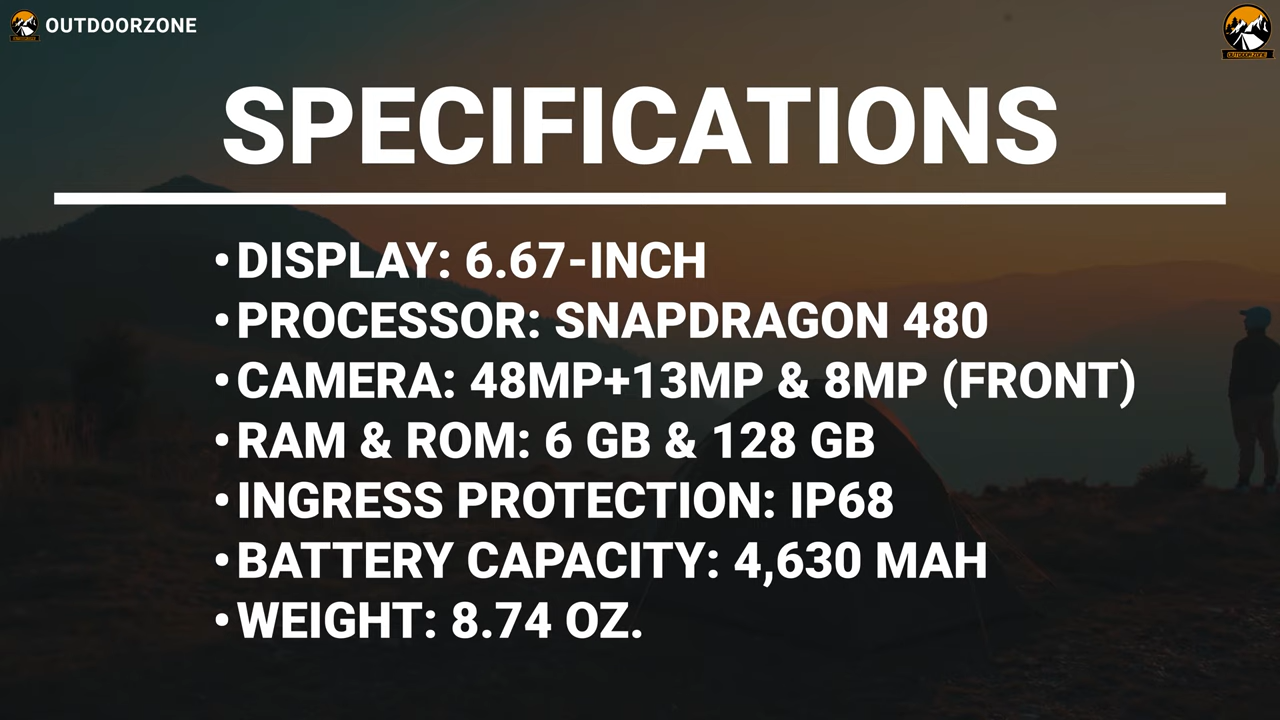 OUTDOORZONE
OUTDOORZONE
SPECIFICATIONS
• DISPLAY: 6.67-INCH
• PROCESSOR: SNAPDRAGON 480
• CAMERA: 48MP+13MP & 8MP (FRONT)
• RAM & ROM: 6 GB & 128 GB
• INGRESS PROTECTION: IP68
• BATTERY CAPACITY: 4,630 MAH
• WEIGHT: 8.74 OZ.